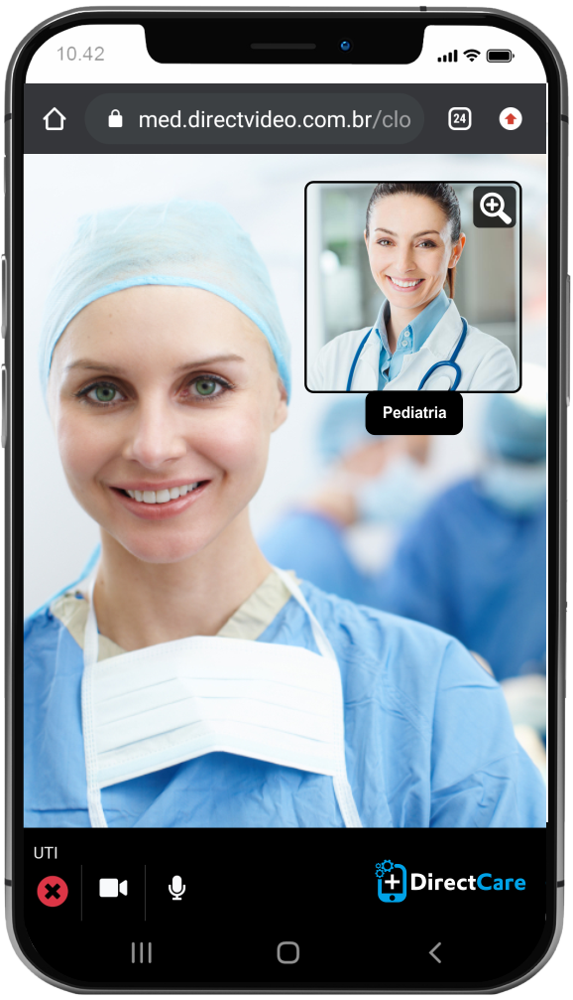 10.42
med.directvideo.com.br/clo
24
Pediatria
UTI
DirectCare